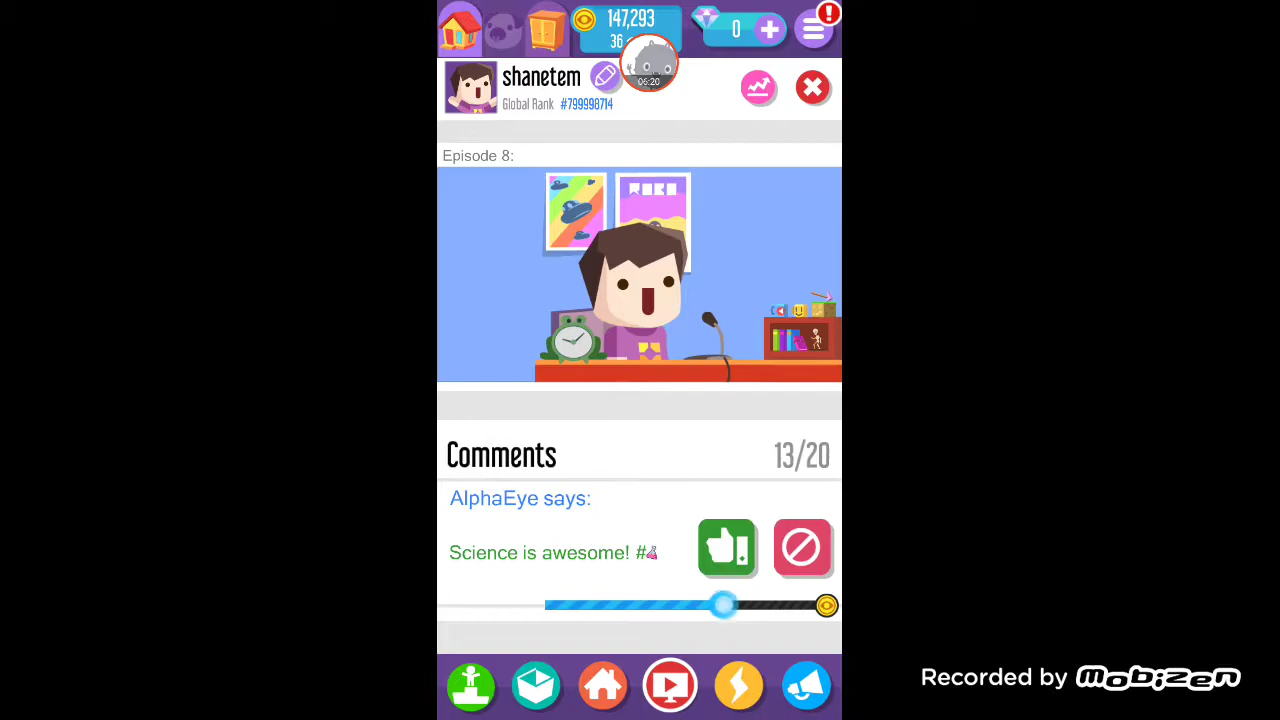 147,293
0
!
36
06:20
shanetem
Global Rank #799998714
Episode 8:
Comments 13/20
AlphaEye says:
Science is awesome! #
Recorded by MOBIZEN